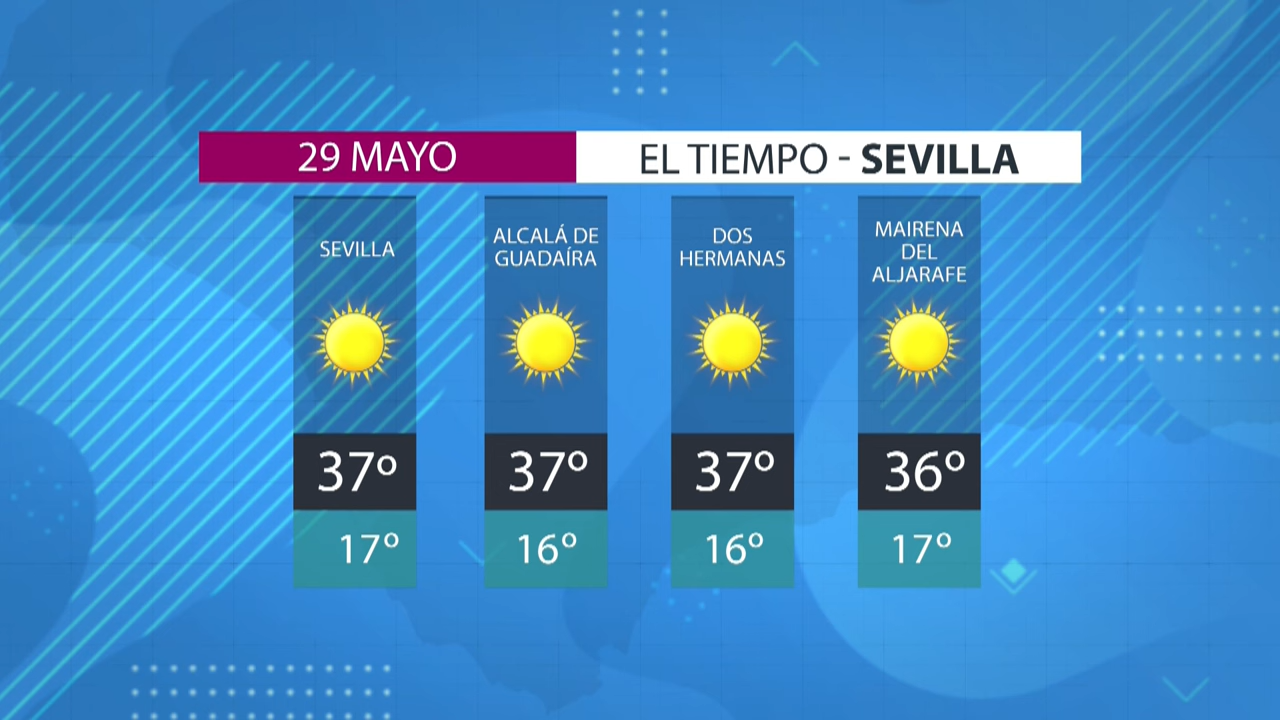 29 MAYO
EL TIEMPO - SEVILLA
SEVILLA
37º
17º
ALCALÁ DE
GUADAÍRA
37º
16º
DOS
HERMANAS
37º
16º
MAIRENA
DEL
ALJARAFE
36º
17º